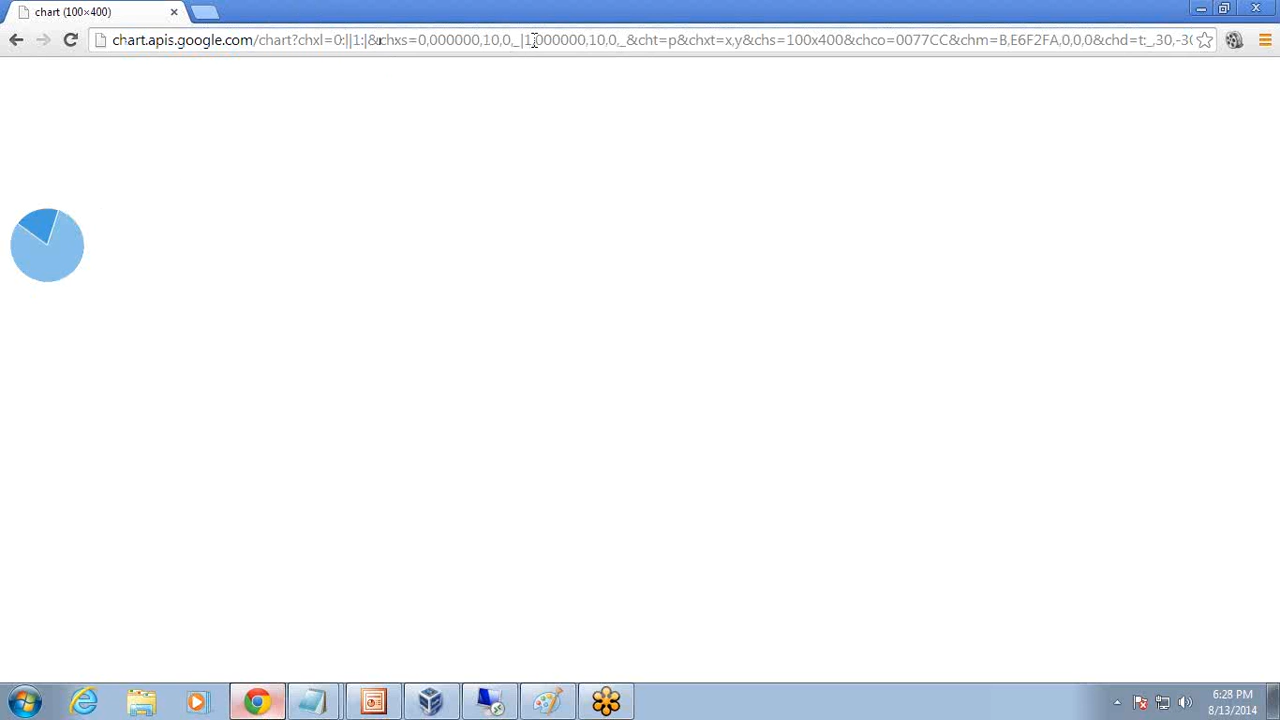 chart (100×400)
chart.apis.google.com/chart?chxl=0:||1:|&chxs=0,000000,10,0,_|1,000000,10,0,_&cht=p&chxt=x,y&chs=100x400&chco=0077CC&chm=B,E6F2FA,0,0,0&chd=t:_,30,-30
6:28 PM
8/13/2014